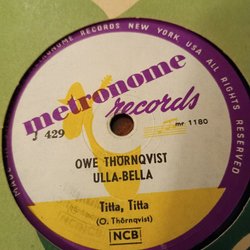 METRONOME RECORDS NEW YORK, USA ALL RIGHTS RESERVED
metronome
records
J 429
mr 1180
OWE THÖRNQVIST
ULLA-BELLA
Titta, Titta
(O. Thörnqvist)
NCB